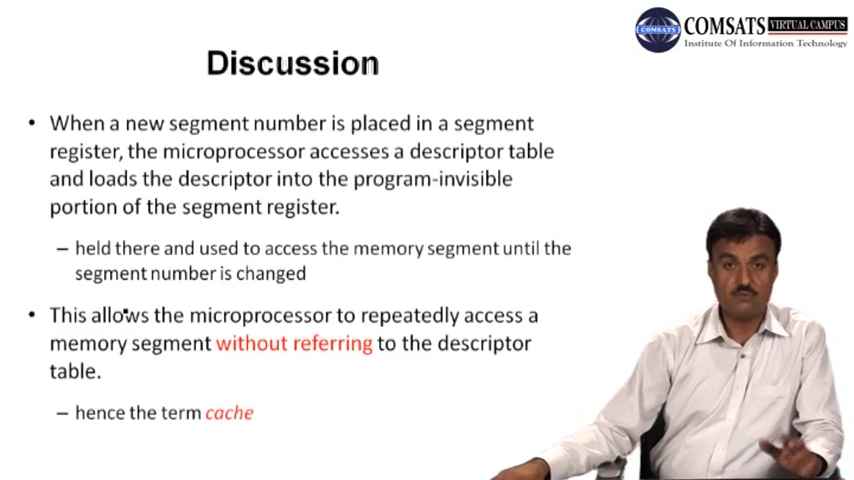 COMSATS VIRTUAL CAMPUS
COMSATS
Institute Of Information Technology
Discussion
• When a new segment number is placed in a segment
register, the microprocessor accesses a descriptor table
and loads the descriptor into the program-invisible
portion of the segment register.
– held there and used to access the memory segment until the
segment number is changed
• This allows the microprocessor to repeatedly access a
memory segment without referring to the descriptor
table.
– hence the term cache